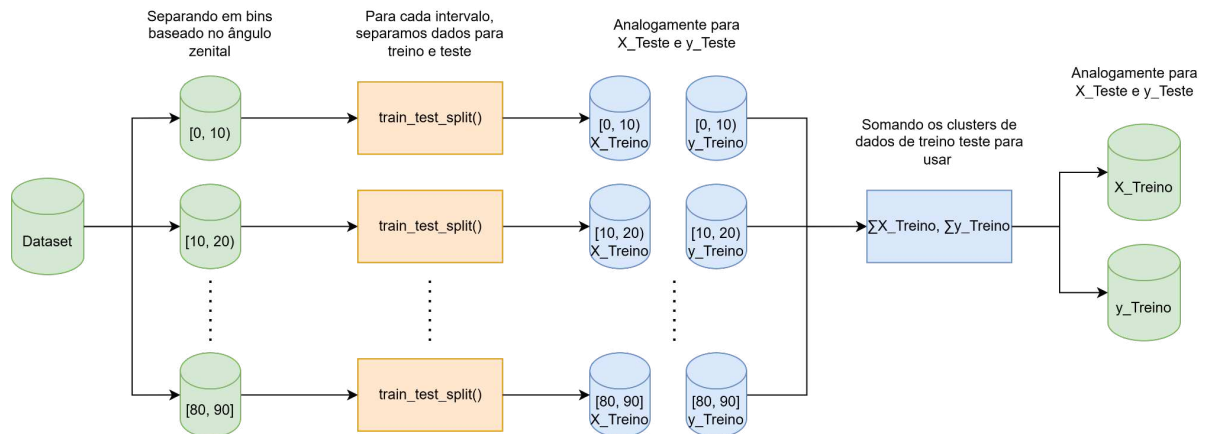 Separando em bins
baseado no ângulo
zenital
Para cada intervalo,
separamos dados para
treino e teste
Analogamente para
X_Teste e y_Teste
Analogamente para
X_Teste e y_Teste
[0, 10)
train_test_split()
[0, 10)
X_Treino
[0, 10)
y_Treino
Somando os clusters de
dados de treino teste para
usar
X_Treino
Dataset
[10, 20)
train_test_split()
[10, 20)
X_Treino
[10, 20)
y_Treino
∑X_Treino, ∑y_Treino
y_Treino
[80, 90]
train_test_split()
[80, 90]
X_Treino
[80, 90]
y_Treino